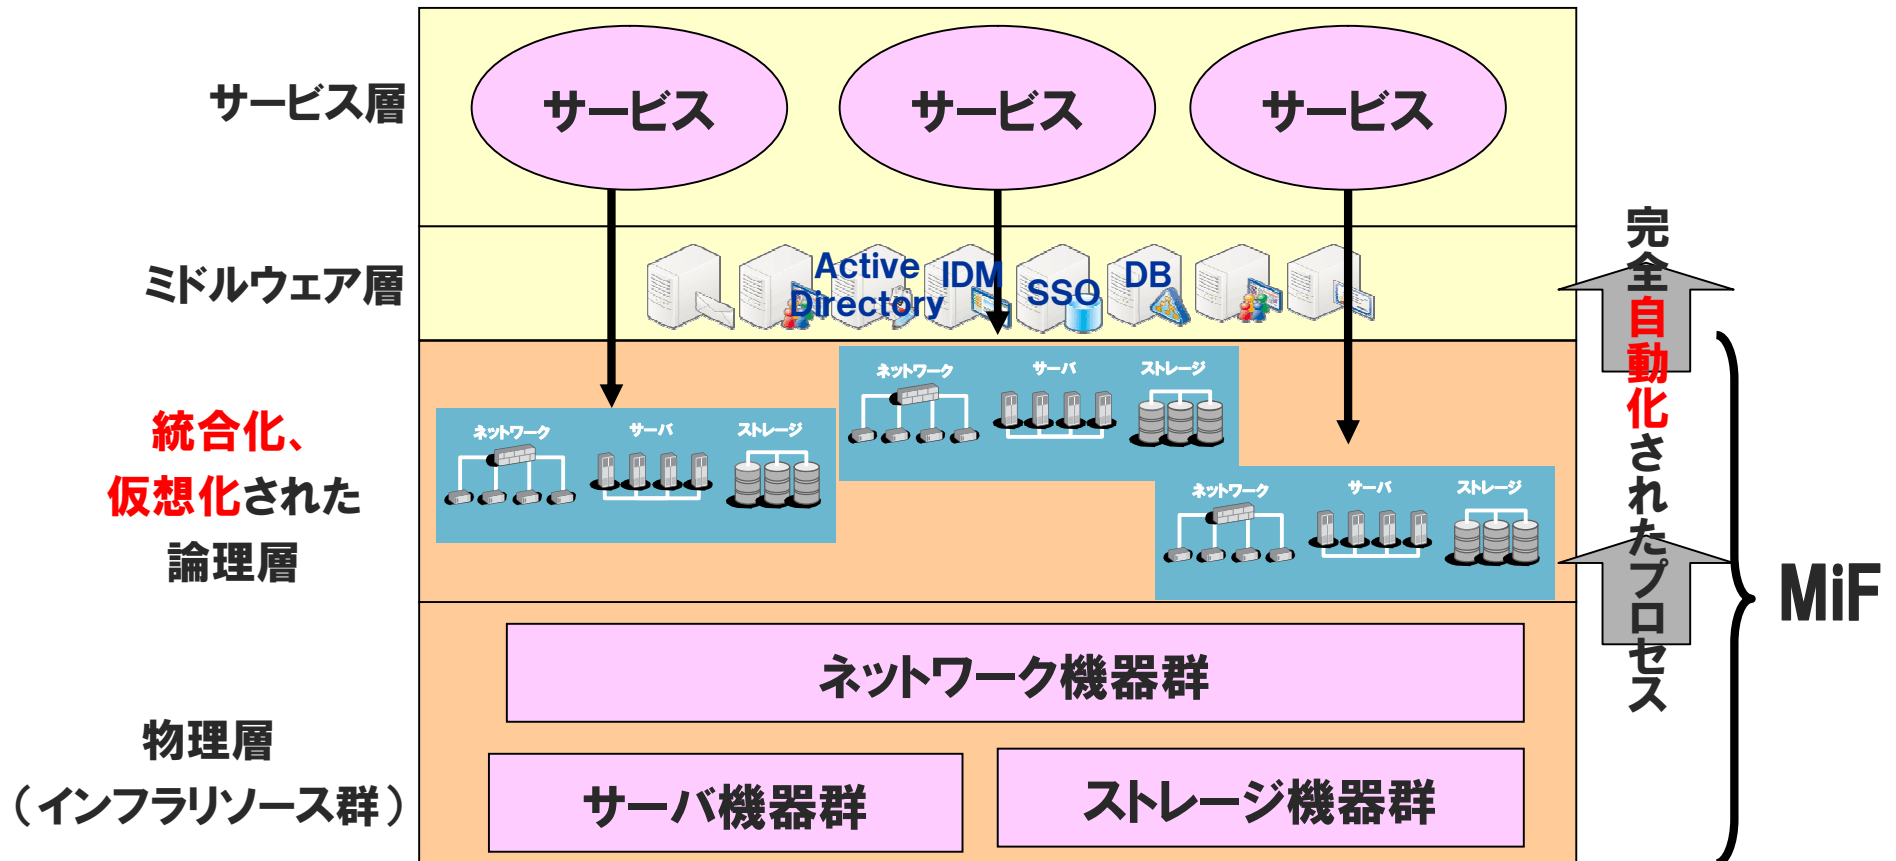 サービス層
サービス
サービス
サービス
ミドルウェア層
Active
Directory
IDM
SSO
DB
統合化、
仮想化された
論理層
ネットワーク
サーバ
ストレージ
ネットワーク
サーバ
ストレージ
ネットワーク
サーバ
ストレージ
物理層
（インフラリソース群）
ネットワーク機器群
サーバ機器群
ストレージ機器群
完全自動化されたプロセス
MiF